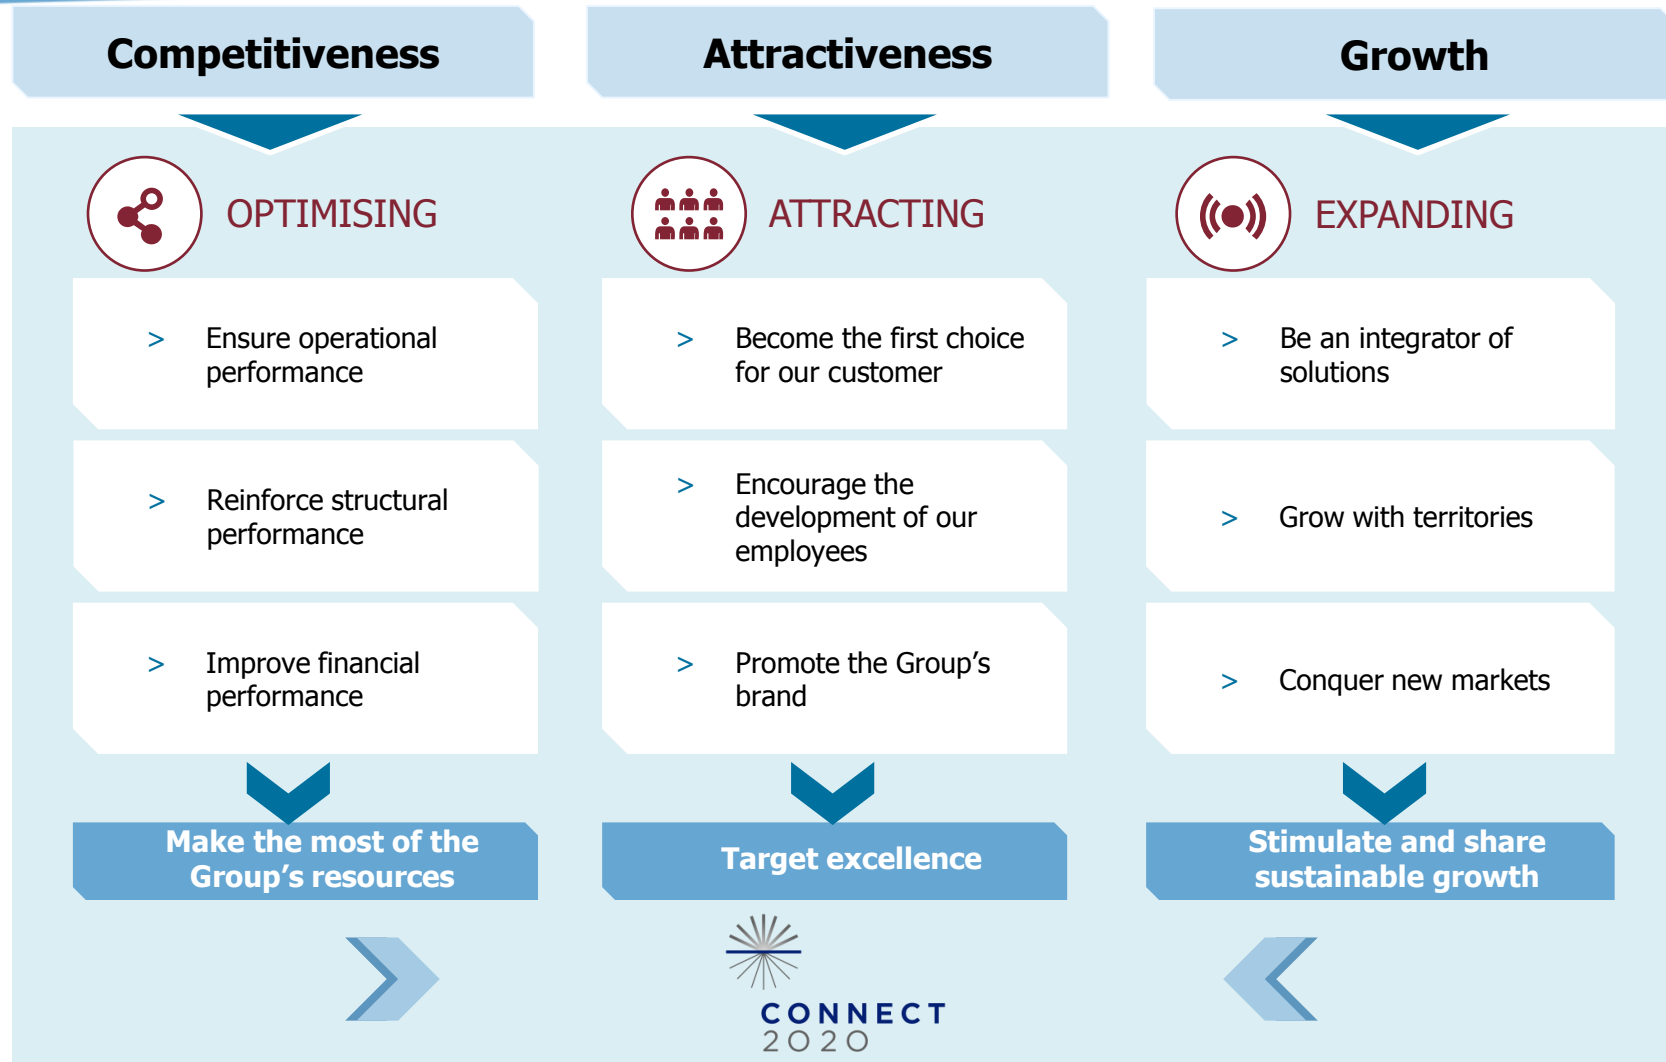 Competitiveness
OPTIMISING
> Ensure operational
performance
> Reinforce structural
performance
> Improve financial
performance
Make the most of the
Group’s resources
Attractiveness
ATTRACTING
> Become the first choice
for our customer
> Encourage the
development of our
employees
> Promote the Group’s
brand
Target excellence
Growth
EXPANDING
> Be an integrator of
solutions
> Grow with territories
> Conquer new markets
Stimulate and share
sustainable growth
CONNECT
2020